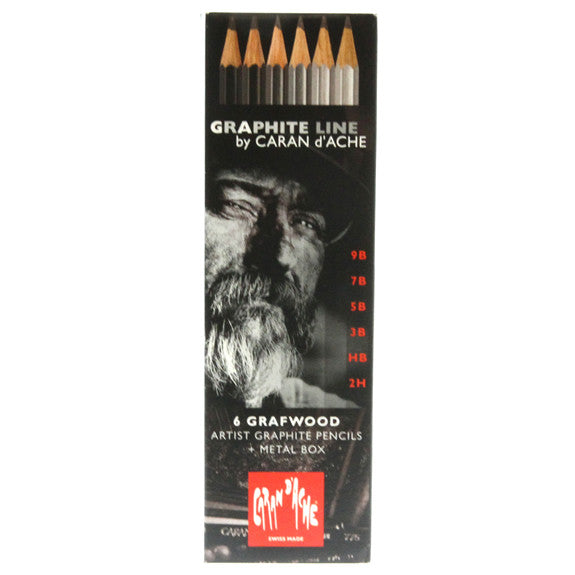 GRAPHITE LINE
by CARAN d'ACHE
9B
7B
5B
3B
HB
2H
6 GRAFWOOD
ARTIST GRAPHITE PENCILS
+ METAL BOX
CARAN D'ACHE
SWISS MADE
CARAN